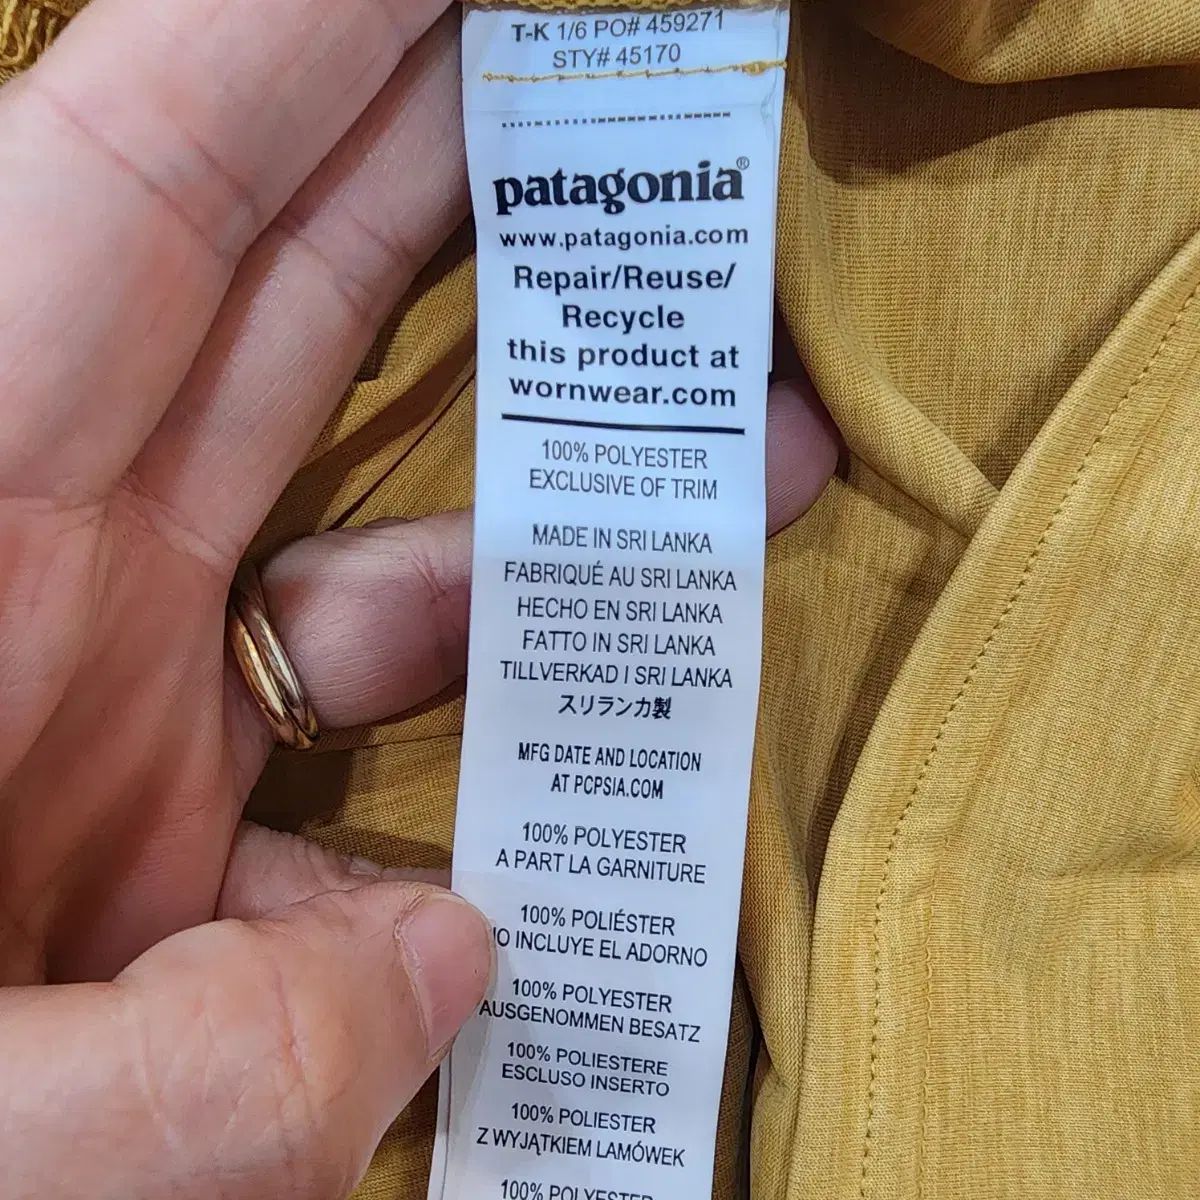 T-K 1/6 PO# 459271
STY# 45170
patagonia®
www.patagonia.com
Repair/Reuse/
Recycle
this product at
wornwear.com
100% POLYESTER
EXCLUSIVE OF TRIM
MADE IN SRI LANKA
FABRIQUÉ AU SRI LANKA
HECHO EN SRI LANKA
FATTO IN SRI LANKA
TILLVERKAD I SRI LANKA
スリランカ製
MFG DATE AND LOCATION
AT PCPSIA.COM
100% POLYESTER
A PART LA GARNITURE
100% POLIÉSTER
INCLUYE EL ADORNO
100% POLYESTER
AUSGENOMMEN BESATZ
100% POLIESTERE
ESCLUSO INSERTO
100% POLIESTER
Z WYJĄTKIEM LAMÓWEK
100% POLYESTER